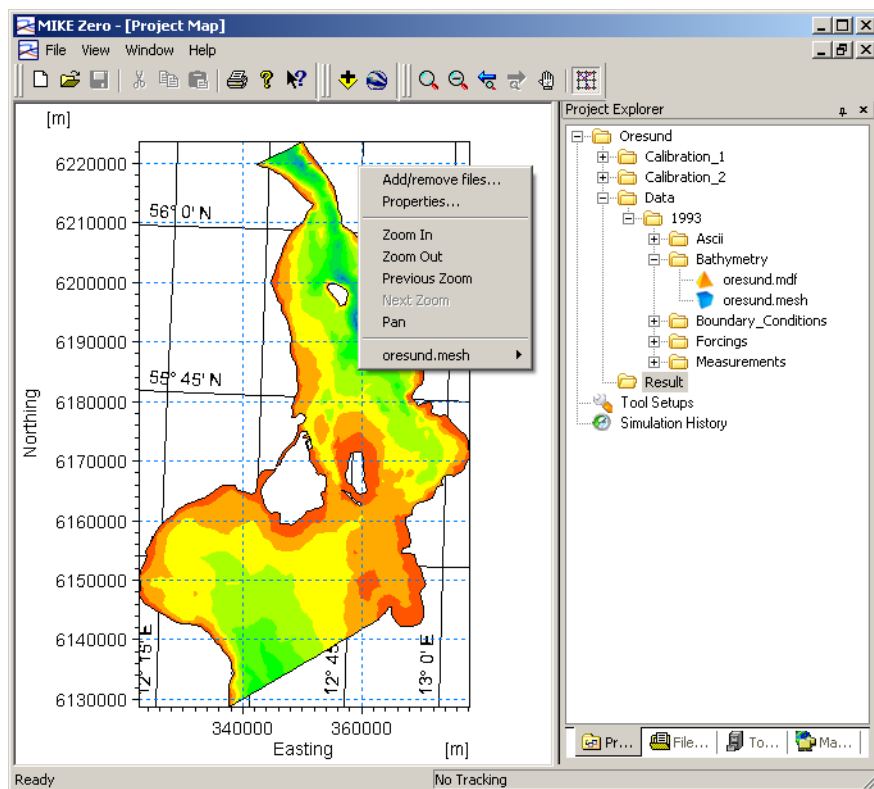 MIKE Zero - [Project Map]
File View Window Help
Project Explorer
[m]
6220000
6210000
6200000
6190000
6180000
6170000
6160000
6150000
6140000
6130000
Northing
56° 0' N
55° 45' N
12° 15' E
12° 45'
13° 0' E
340000 360000
Easting [m]
Add/remove files...
Properties...
Zoom In
Zoom Out
Previous Zoom
Next Zoom
Pan
oresund.mesh
Oresund
Calibration_1
Calibration_2
Data
1993
Ascii
Bathymetry
oresund.mdf
oresund.mesh
Boundary_Conditions
Forcings
Measurements
Result
Tool Setups
Simulation History
Pr... File... To... Ma...
Ready No Tracking